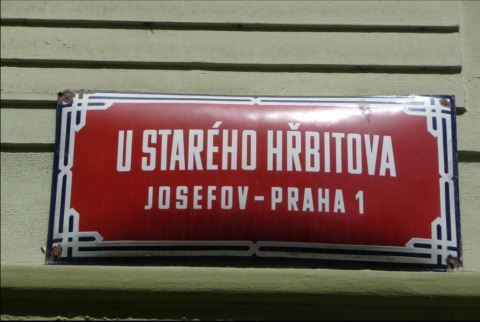 U STARÉHO HŘBITOVA
JOSEFOV-PRAHA 1